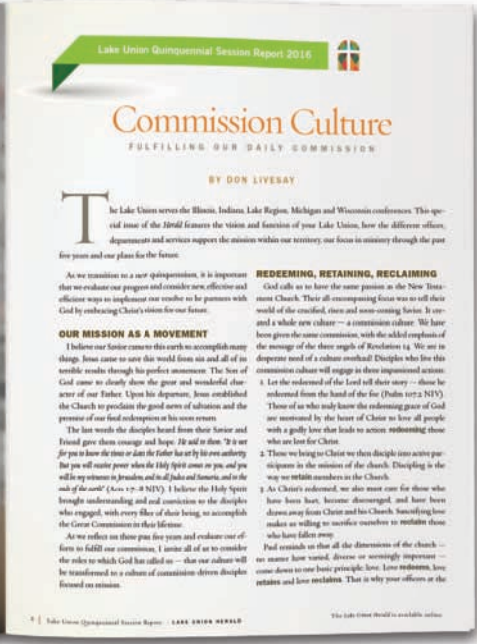 Lake Union Quinquennial Session Report 2016
Commission Culture
FULFILLING OUR DAILY COMMISSION
BY DON LIVESAY
The Lake Union serves the Illinois, Indiana, Lake Region, Michigan and Wisconsin conferences. This spe-
cial issue of the Herald features the vision and function of your Lake Union, how the different offices,
departments and services support the mission within our territory, our focus in ministry through the past
five years and our plans for the future.
As we transition to a new quinquennium, it is important
that we evaluate our progress and consider new, effective and
efficient ways to implement our resolve to be partners with
God by embracing Christ's vision for our future.
OUR MISSION AS A MOVEMENT
I believe our Savior came to this earth to accomplish many
things. Jesus came to save this world from sin and all of its
terrible results through his perfect atonement. The Son of
God came to clearly show the great and wonderful char-
acter of our Father. Upon his departure, Jesus established
the Church to proclaim the good news of salvation and the
promise of our final redemption at his soon return.
The last words the disciples heard from their Savior and
Friend gave them courage and hope. He said to them: "It is not
for you to know the times or dates the Father has set by his own authority.
But you will receive power when the Holy Spirit comes on you; and you
will be my witnesses in Jerusalem, and in all Judea and Samaria, and to the
ends of the earth" (Acts 1:7–8 NIV). I believe the Holy Spirit
brought understanding and real conviction to the disciples
who engaged, with every fiber of their being, to accomplish
the Great Commission in their lifetime.
As we reflect on these past five years and evaluate our ef-
forts to fulfill our commission, I invite all of us to consider
the roles to which God has called us — that our culture will
be transformed to a culture of commission-driven disciples
focused on mission.
REDEEMING, RETAINING, RECLAIMING
God calls us to have the same passion as the New Testa-
ment Church. Their all-encompassing focus was to tell their
world of the crucified, risen and soon-coming Savior. It cre-
ated a whole new culture — a commission culture. We have
been given the same commission, with the added emphasis of
the message of the three angels of Revelation 14. We are in
desperate need of a culture overhaul! Disciples who live this
commission culture will engage in three impassioned actions:
1. Let the redeemed of the Lord tell their story — those he
redeemed from the hand of the foe (Psalm 107:2 NIV).
Those of us who truly know the redeeming grace of God
are motivated by the heart of Christ to love all people
with a godly love that leads to action: redeeming those
who are lost for Christ.
2. Those we bring to Christ we then disciple into active par-
ticipants in the mission of the church. Discipling is the
way we retain members in the Church.
3. As Christ's redeemed, we also must care for those who
have been hurt, become discouraged, and have been
drawn away from Christ and his Church. Sanctifying love
makes us willing to sacrifice ourselves to reclaim those
who have fallen away.
Paul reminds us that all the dimensions of the church —
no matter how varied, diverse or seemingly important —
come down to one basic principle: love. Love redeems, love
retains and love reclaims. That is why your officers at the
Lake Union Quinquennial Session Report | LAKE UNION HERALD
The Lake Union Herald is available online.